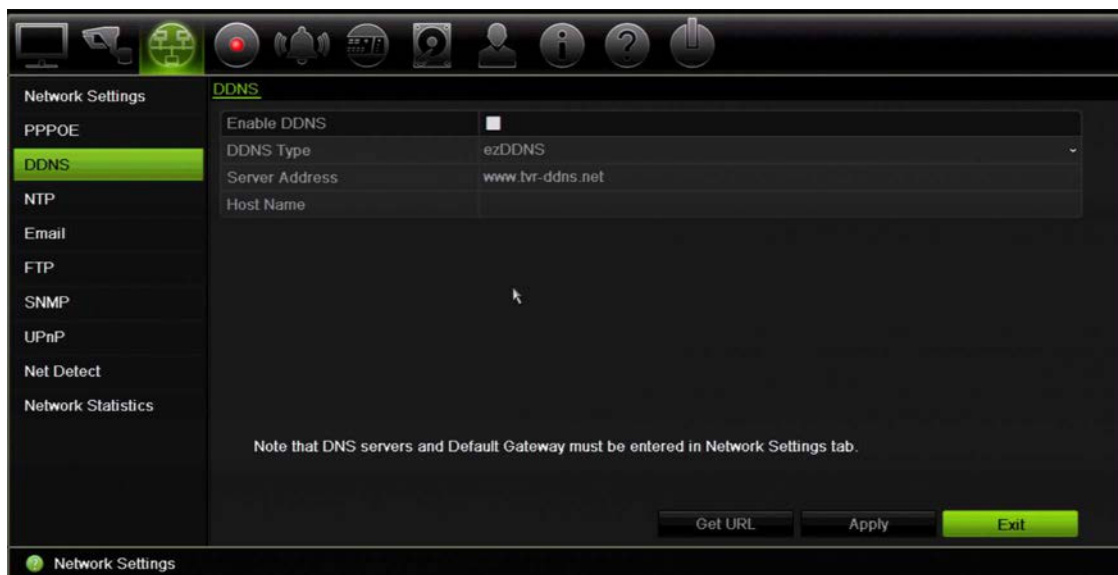 Network Settings
PPPOE
DDNS
NTP
Email
FTP
SNMP
UPnP
Net Detect
Network Statistics
DDNS
Enable DDNS
DDNS Type ezDDNS
Server Address www.tvr-ddns.net
Host Name
Note that DNS servers and Default Gateway must be entered in Network Settings tab.
Get URL Apply Exit
? Network Settings